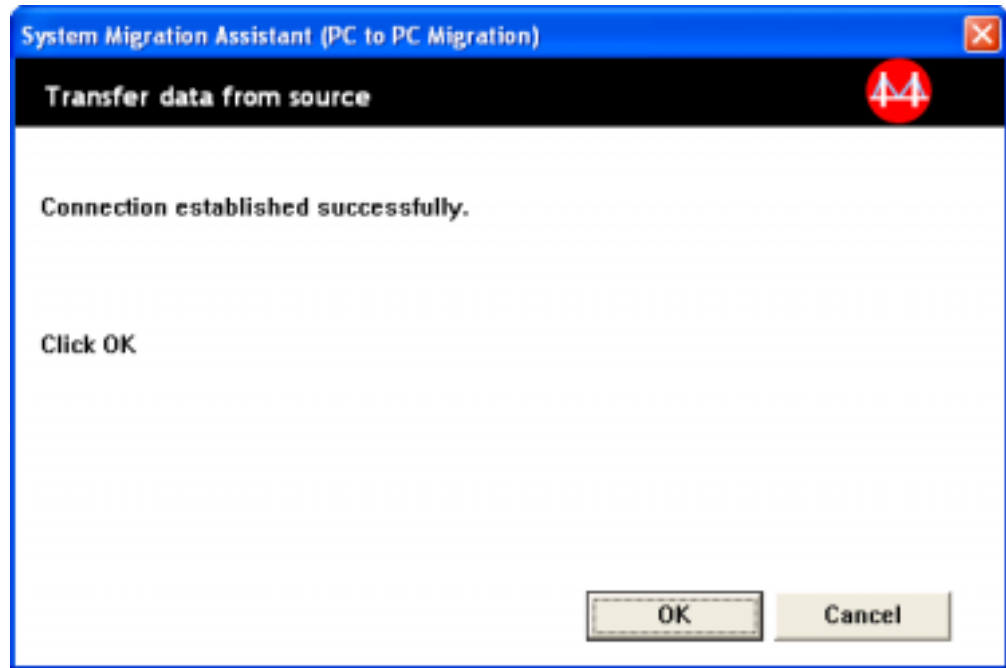 System Migration Assistant (PC to PC Migration)
Transfer data from source
Connection established successfully.
Click OK
OK
Cancel